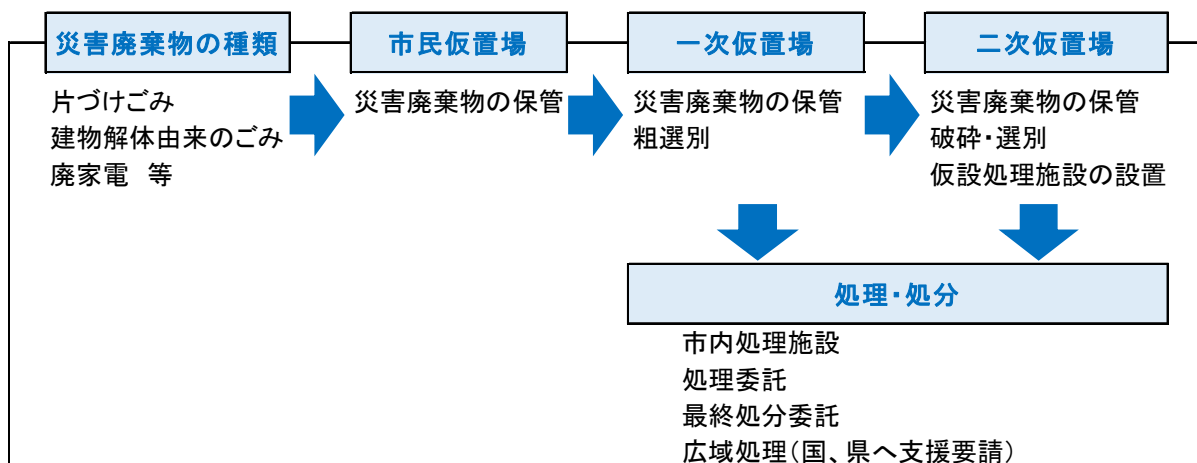 災害廃棄物の種類
片づけごみ
建物解体由来のごみ
廃家電　等
市民仮置場
災害廃棄物の保管
一次仮置場
災害廃棄物の保管
粗選別
二次仮置場
災害廃棄物の保管
破砕・選別
仮設処理施設の設置
処理・処分
市内処理施設
処理委託
最終処分委託
広域処理（国、県へ支援要請）